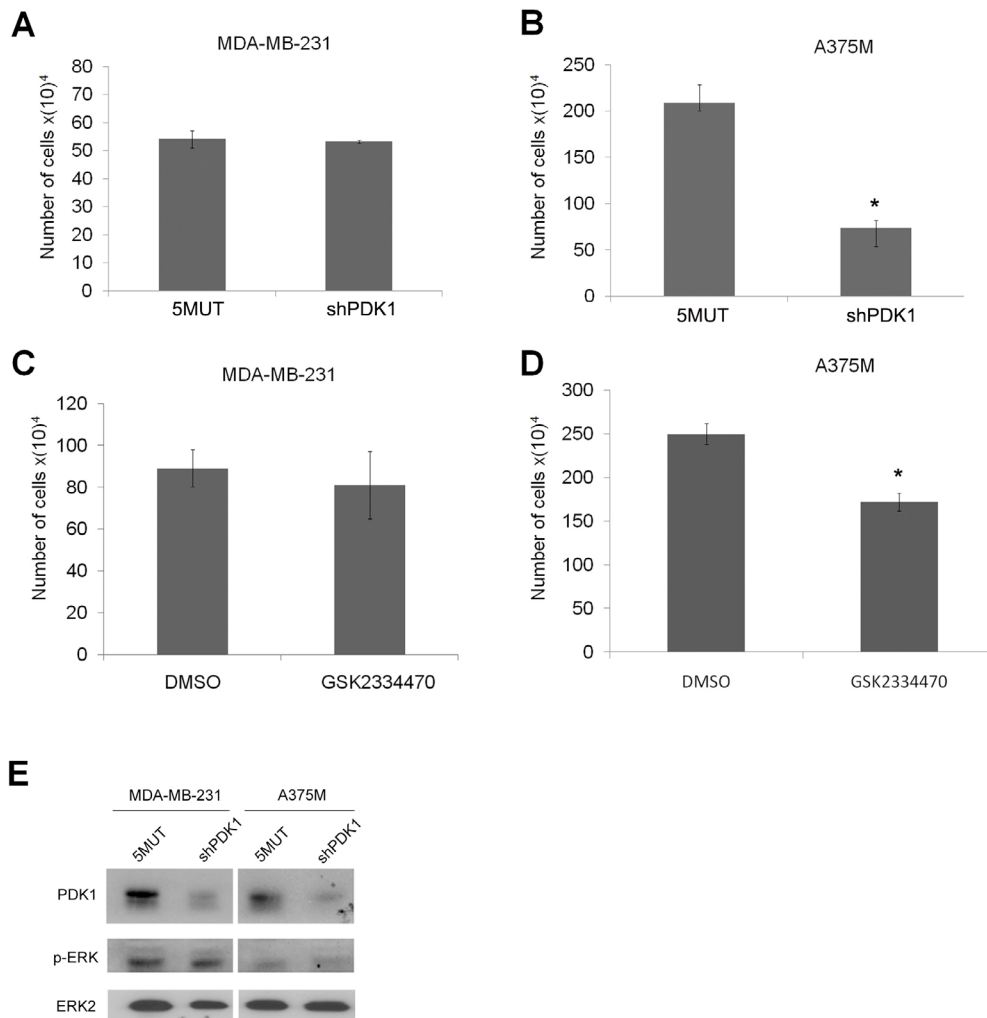 A
MDA-MB-231
Number of cells x(10)⁴
80
70
60
50
40
30
20
10
0
5MUT shPDK1
B
A375M
Number of cells x(10)⁴
250
200
150
100
50
0
*
5MUT shPDK1
C
MDA-MB-231
Number of cells x(10)⁴
120
100
80
60
40
20
0
DMSO GSK2334470
D
A375M
Number of cells x(10)⁴
300
250
200
150
100
50
0
*
DMSO GSK2334470
E
MDA-MB-231 A375M
5MUT shPDK1 5MUT shPDK1
PDK1
p-ERK
ERK2